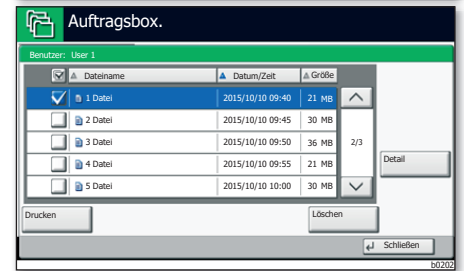 Auftragsbox.
Benutzer: User 1
Dateiname Datum/Zeit Größe
1 Datei 2015/10/10 09:40 21 MB
2 Datei 2015/10/10 09:45 30 MB
3 Datei 2015/10/10 09:50 36 MB 2/3
4 Datei 2015/10/10 09:55 21 MB Detail
5 Datei 2015/10/10 10:00 30 MB
Drucken Löschen
Schließen
b0202